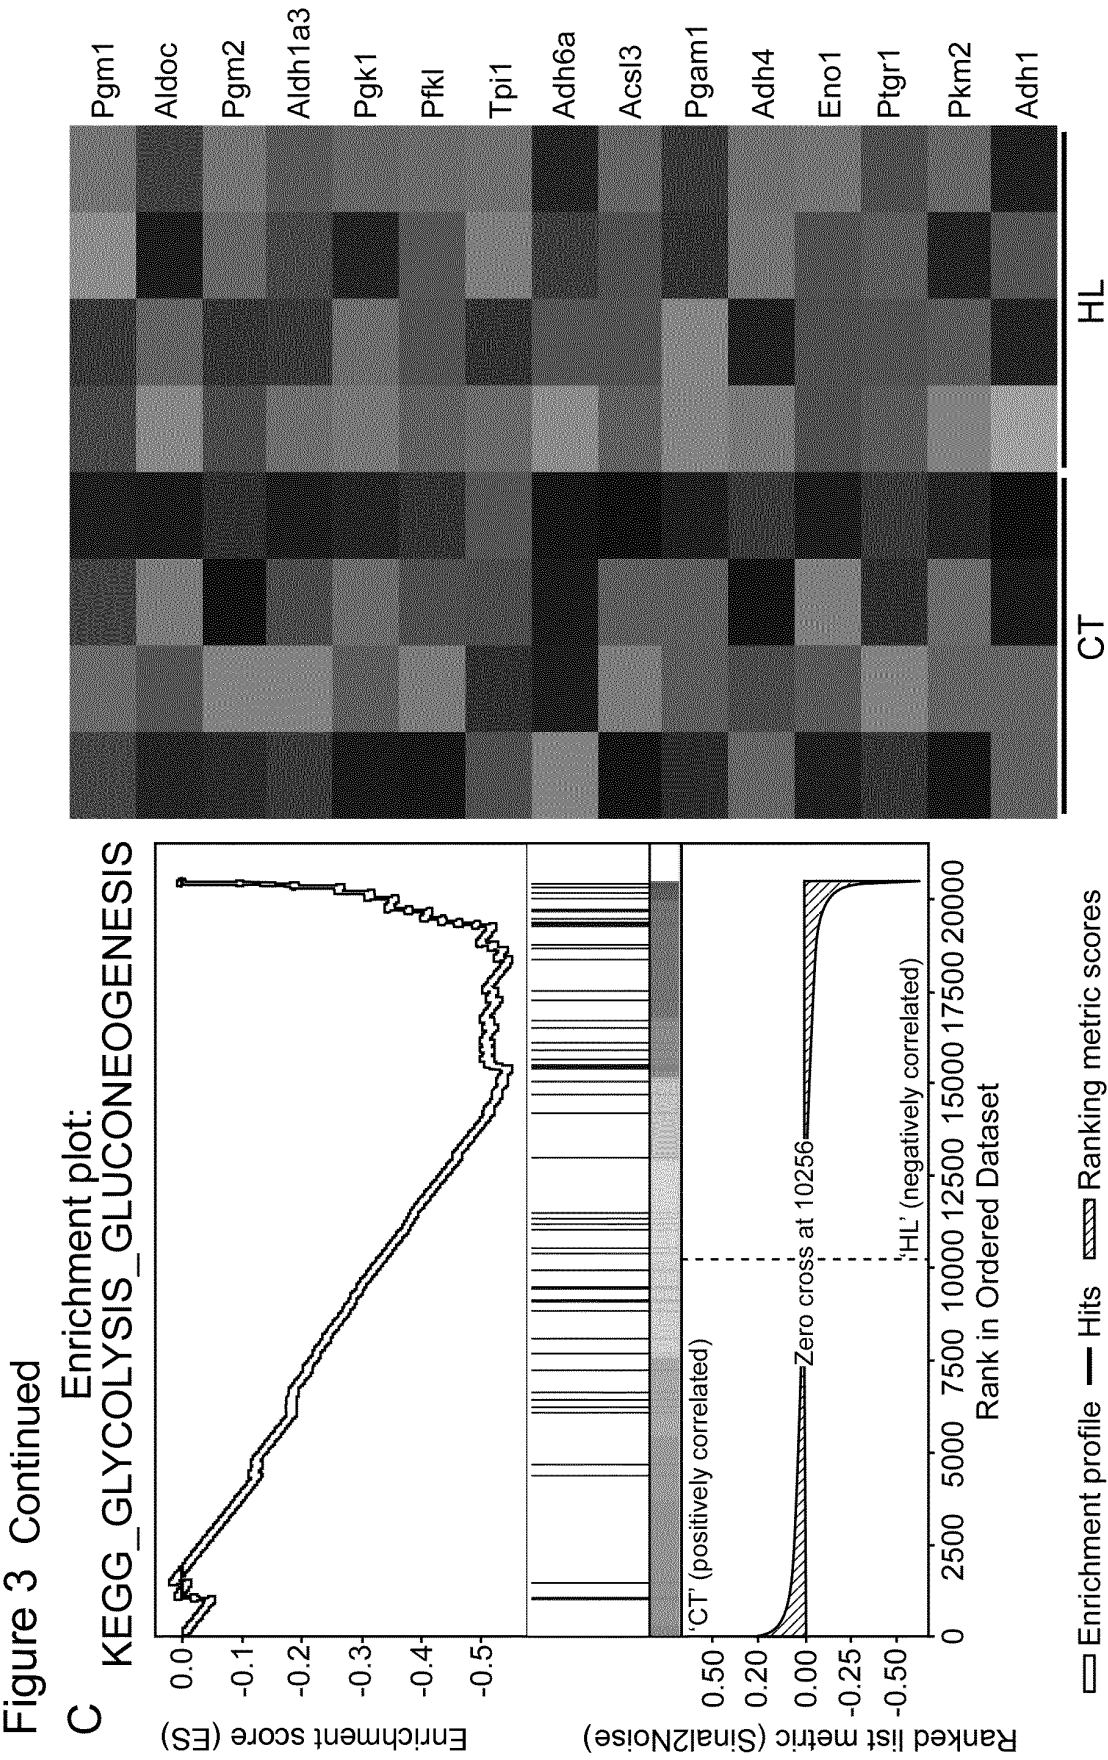 Figure 3 Continued
C
Enrichment plot:
KEGG_GLYCOLYSIS_GLUCONEOGENESIS
Enrichment score (ES)
0.0
-0.1
-0.2
-0.3
-0.4
-0.5
'CT' (positively correlated)
Zero cross at 10256
'HL' (negatively correlated)
Ranked list metric (Sinal2Noise)
0.50
0.20
0.00
-0.25
-0.50
0 2500 5000 7500 10000 12500 15000 17500 20000
Rank in Ordered Dataset
Enrichment profile Hits Ranking metric scores
Pgm1
Aldoc
Pgm2
Aldh1a3
Pgk1
Pfkl
Tpi1
Adh6a
Acsl3
Pgam1
Adh4
Eno1
Ptgr1
Pkm2
Adh1
CT HL